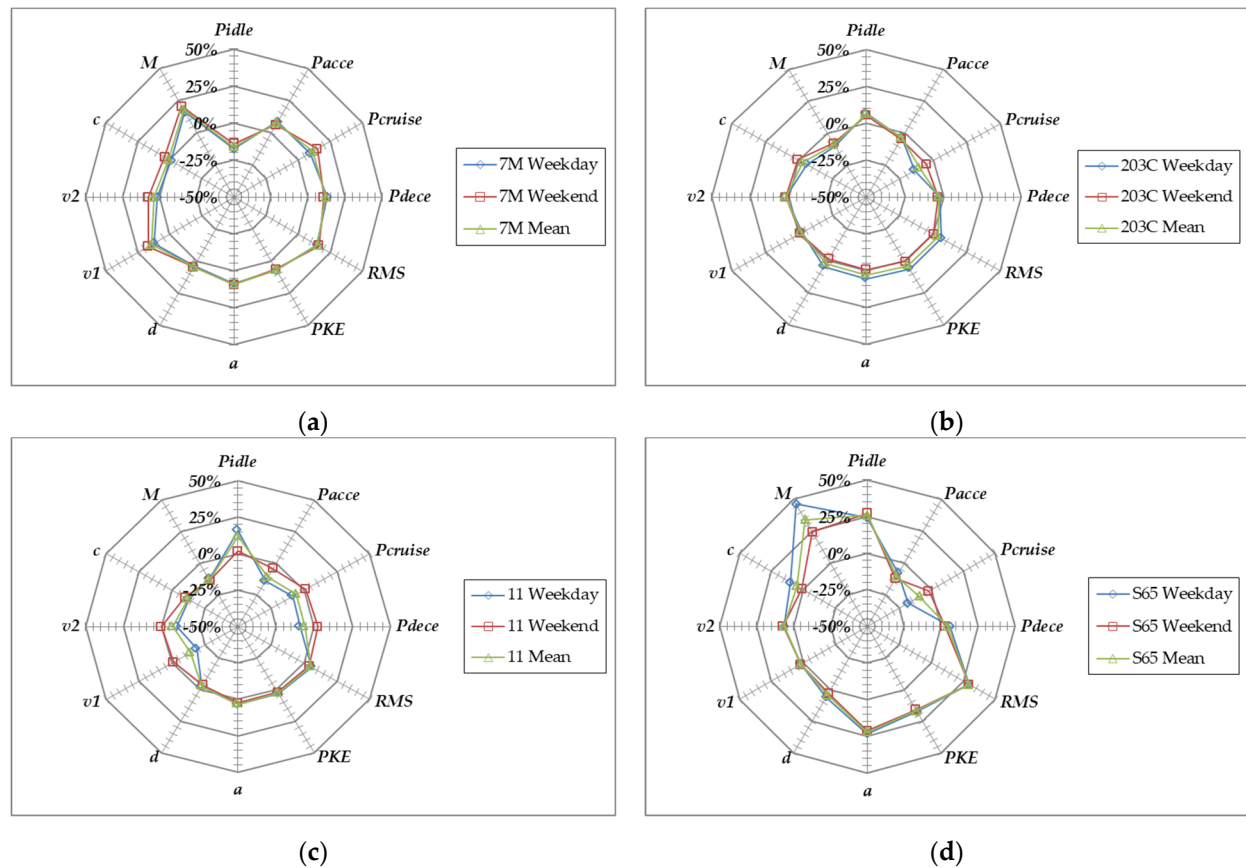 Pidle
50%
M
Pacce
25%
c
0%
Pcruise
-25%
v2
-50%
Pdece
v1
RMS
d
PKE
a
7M Weekday
7M Weekend
7M Mean
(a)
Pidle
50%
M
Pacce
25%
c
0%
Pcruise
-25%
v2
-50%
Pdece
v1
RMS
d
PKE
a
203C Weekday
203C Weekend
203C Mean
(b)
Pidle
50%
M
Pacce
25%
c
0%
Pcruise
-25%
v2
-50%
Pdece
v1
RMS
d
PKE
a
11 Weekday
11 Weekend
11 Mean
(c)
Pidle
50%
M
Pacce
25%
c
0%
Pcruise
-25%
v2
-50%
Pdece
v1
RMS
d
PKE
a
S65 Weekday
S65 Weekend
S65 Mean
(d)